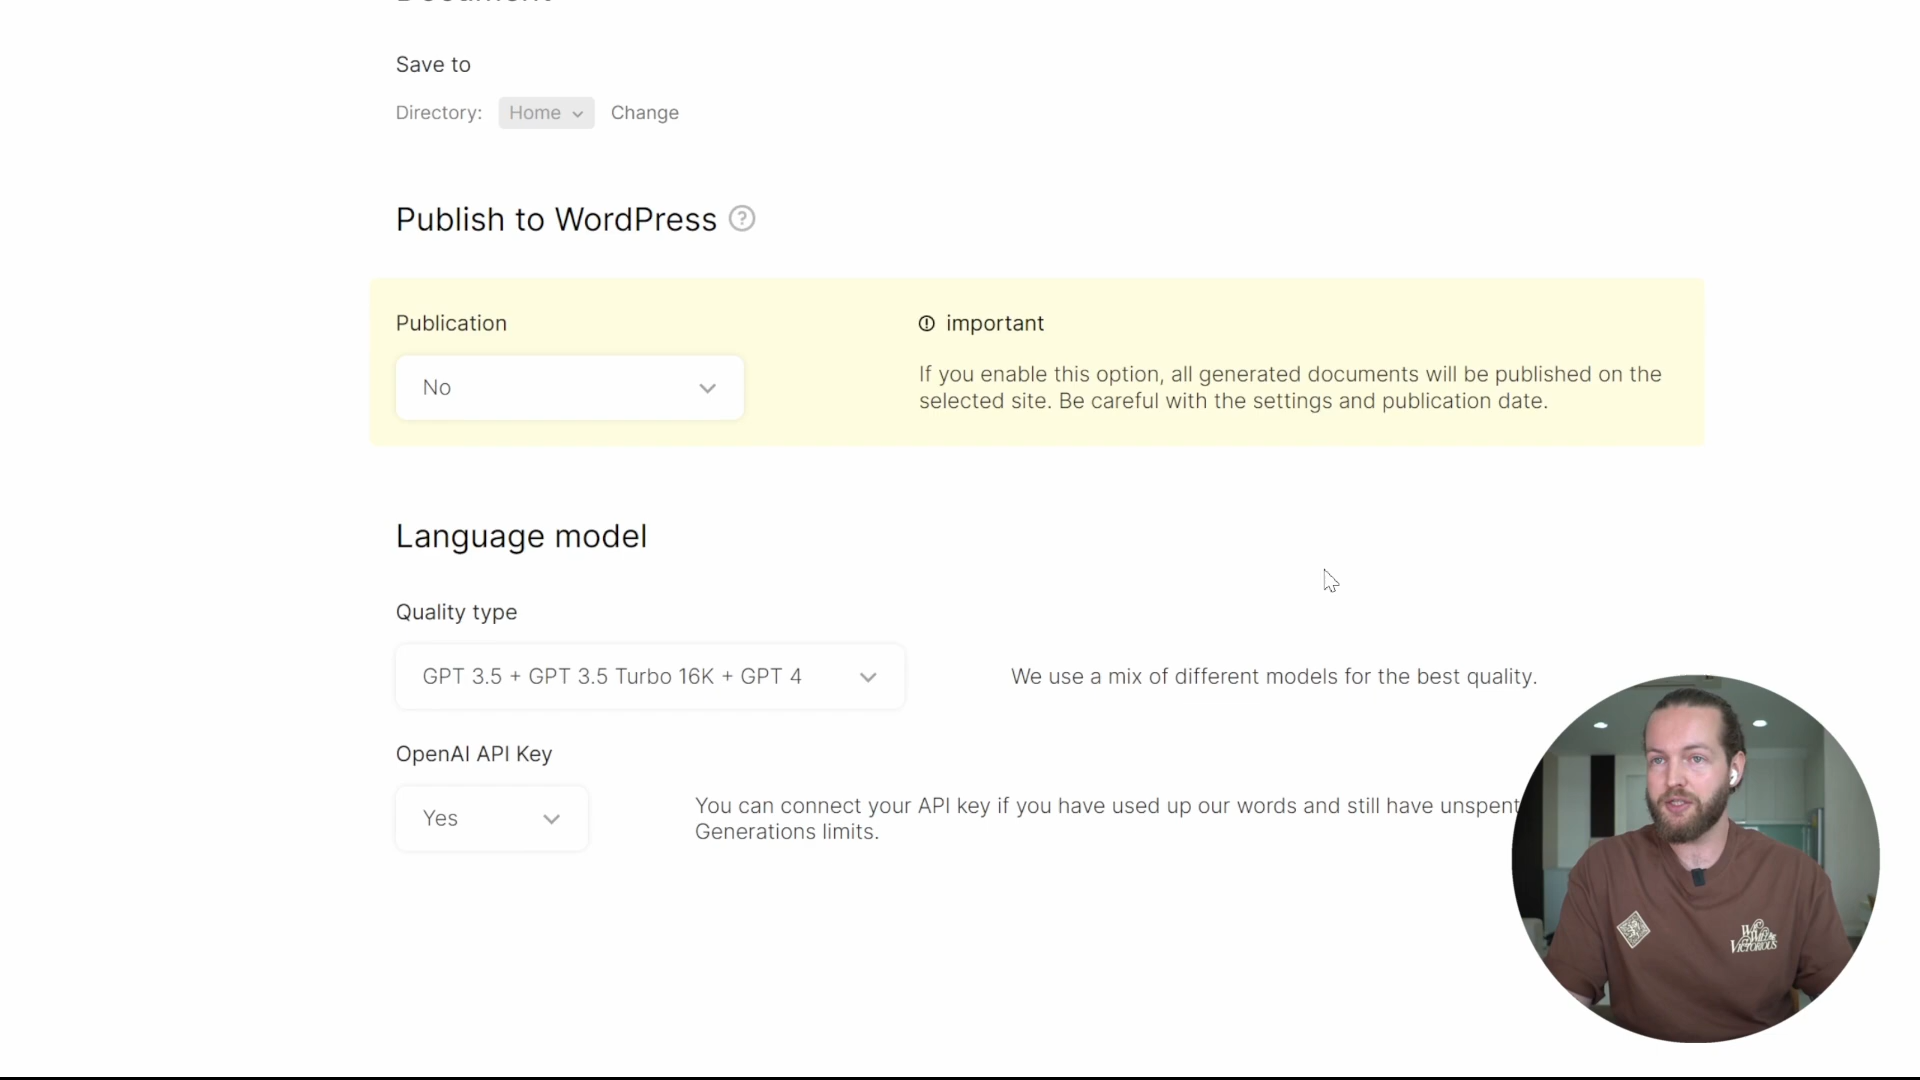 Document
Save to
Directory: Home Change
Publish to WordPress ?
Publication
important
No
If you enable this option, all generated documents will be published on the
selected site. Be careful with the settings and publication date.
Language model
Quality type
GPT 3.5 + GPT 3.5 Turbo 16K + GPT 4
We use a mix of different models for the best quality.
OpenAI API Key
Yes
You can connect your API key if you have used up our words and still have unspent
Generations limits.
VICTORIOUS